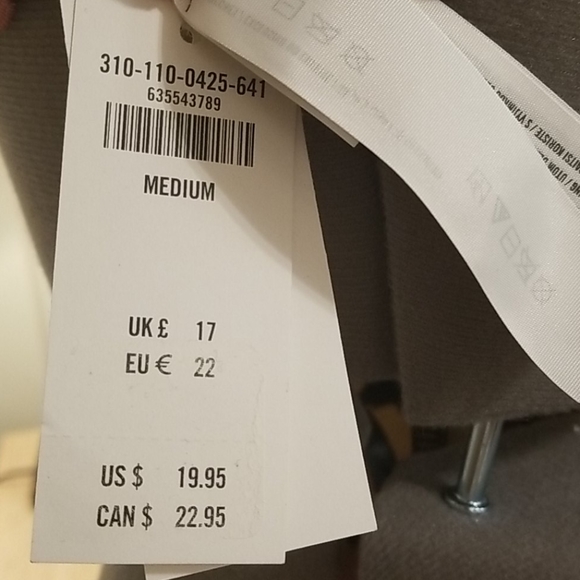 310-110-0425-641
635543789
MEDIUM
UK £ 17
EU € 22
US $ 19.95
CAN $ 22.95